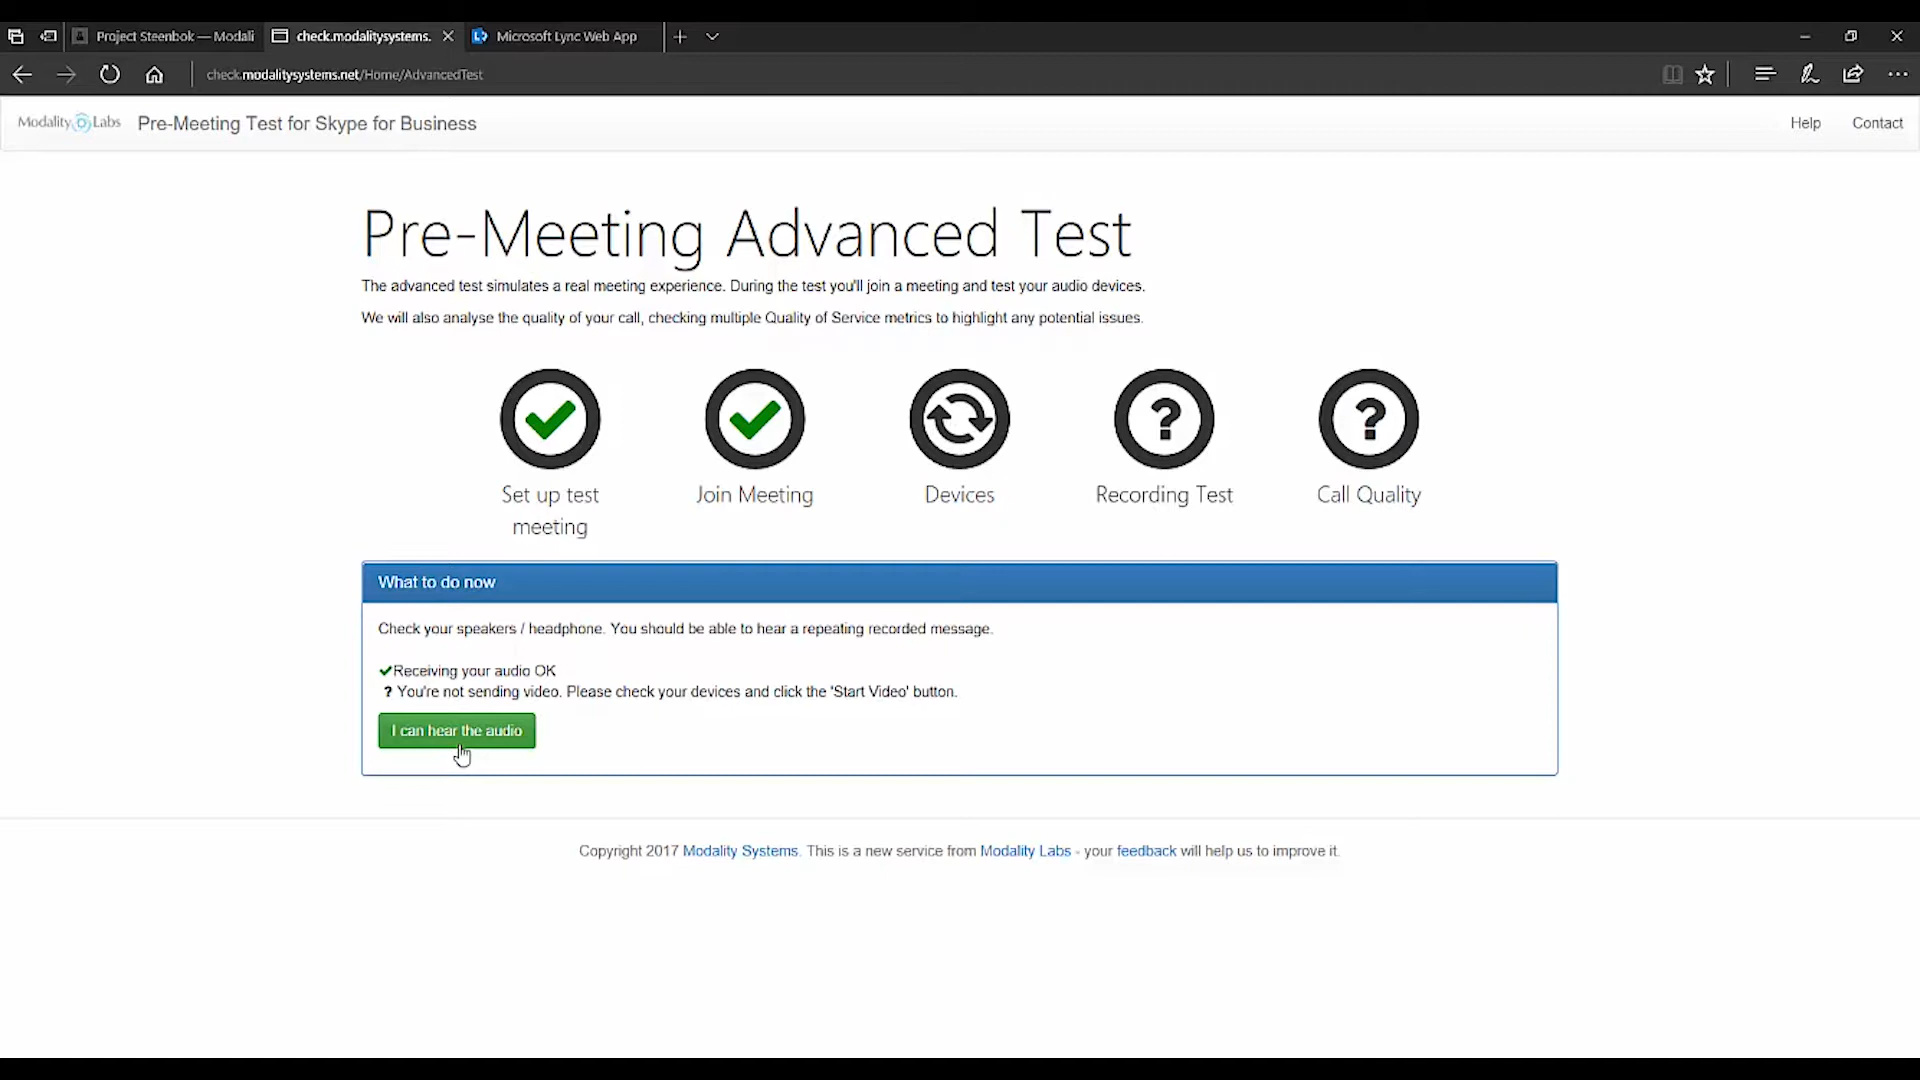 Project Steenbok — Modali
check.modalitysystems.
Microsoft Lync Web App
check.modalitysystems.net/Home/AdvancedTest
Modality Labs
Pre-Meeting Test for Skype for Business
Help
Contact
Pre-Meeting Advanced Test
The advanced test simulates a real meeting experience. During the test you'll join a meeting and test your audio devices.
We will also analyse the quality of your call, checking multiple Quality of Service metrics to highlight any potential issues.
Set up test
meeting
Join Meeting
Devices
Recording Test
Call Quality
What to do now
Check your speakers / headphone. You should be able to hear a repeating recorded message.
Receiving your audio OK
? You're not sending video. Please check your devices and click the 'Start Video' button.
I can hear the audio
Copyright 2017 Modality Systems. This is a new service from Modality Labs - your feedback will help us to improve it.